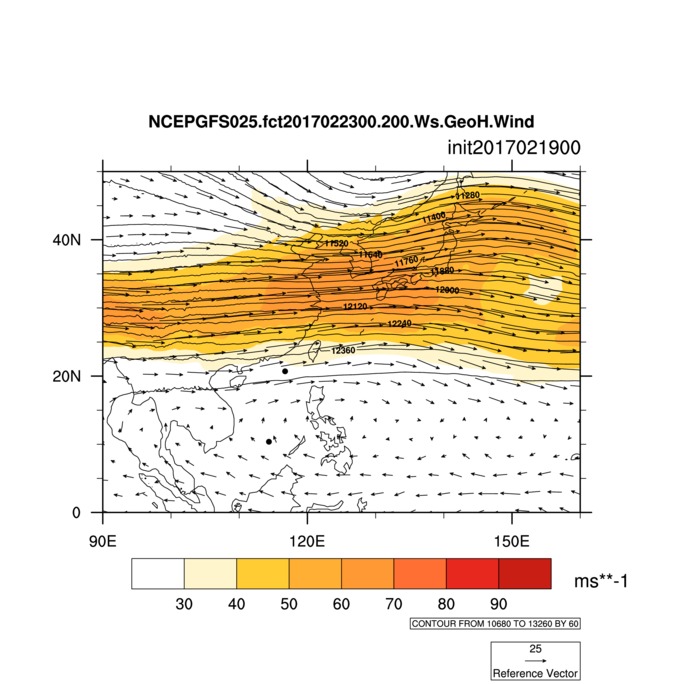 NCEPGFS025.fct2017022300.200.Ws.GeoH.Wind
init2017021900
11280
11400
40N
11520
11640
11760
11880
12000
12120
12240
12360
20N
0
90E 120E 150E
ms**-1
30 40 50 60 70 80 90
CONTOUR FROM 10680 TO 13260 BY 60
25
Reference Vector